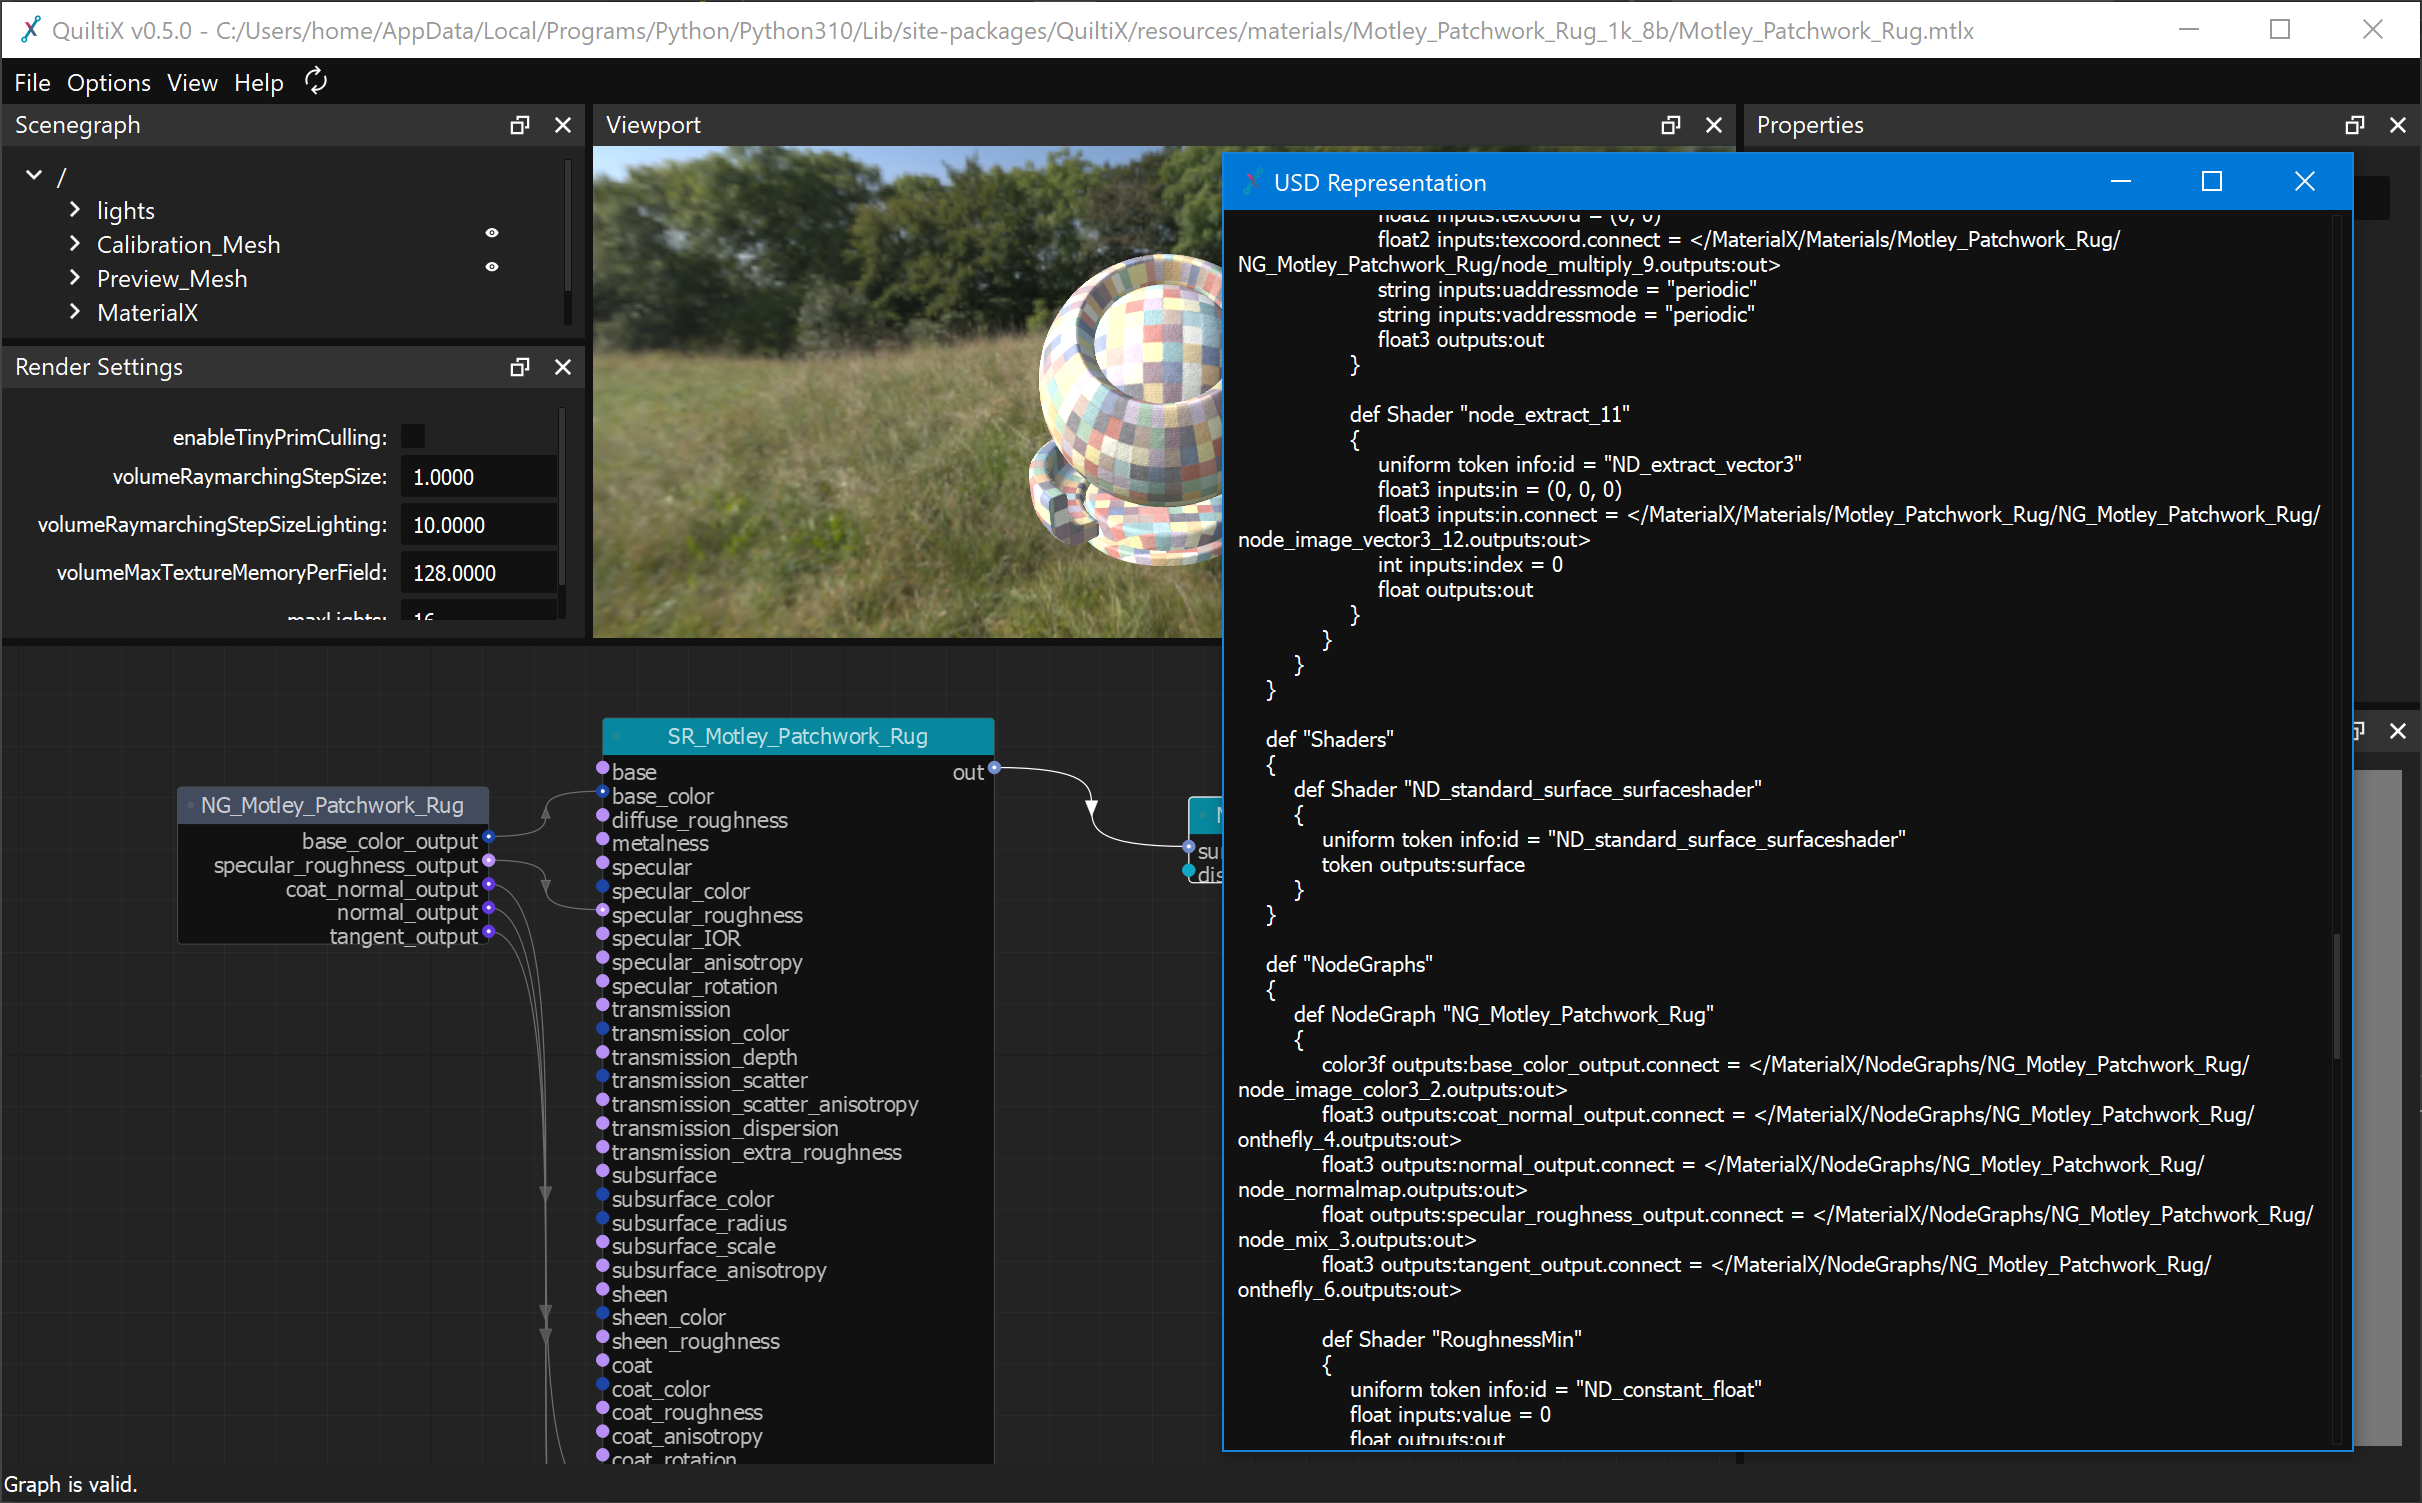 QuiltiX v0.5.0 - C:/Users/home/AppData/Local/Programs/Python/Python310/Lib/site-packages/QuiltiX/resources/materials/Motley_Patchwork_Rug_1k_8b/Motley_Patchwork_Rug.mtlx
File Options View Help
Scenegraph
/
lights
Calibration_Mesh
Preview_Mesh
MaterialX
Render Settings
enableTinyPrimCulling:
volumeRaymarchingStepSize: 1.0000
volumeRaymarchingStepSizeLighting: 10.0000
volumeMaxTextureMemoryPerField: 128.0000
maxLights: 16
Viewport
Properties
NG_Motley_Patchwork_Rug
base_color_output
specular_roughness_output
coat_normal_output
normal_output
tangent_output
SR_Motley_Patchwork_Rug
out
base
base_color
diffuse_roughness
metalness
specular
specular_color
specular_roughness
specular_IOR
specular_anisotropy
specular_rotation
transmission
transmission_color
transmission_depth
transmission_scatter
transmission_scatter_anisotropy
transmission_dispersion
transmission_extra_roughness
subsurface
subsurface_color
subsurface_radius
subsurface_scale
subsurface_anisotropy
sheen
sheen_color
sheen_roughness
coat
coat_color
coat_roughness
coat_anisotropy
coat_rotation
USD Representation
float2 inputs:texcoord = (0, 0)
float2 inputs:texcoord.connect = </MaterialX/Materials/Motley_Patchwork_Rug/
NG_Motley_Patchwork_Rug/node_multiply_9.outputs:out>
string inputs:uaddressmode = "periodic"
string inputs:vaddressmode = "periodic"
float3 outputs:out
}
def Shader "node_extract_11"
{
uniform token info:id = "ND_extract_vector3"
float3 inputs:in = (0, 0, 0)
float3 inputs:in.connect = </MaterialX/Materials/Motley_Patchwork_Rug/NG_Motley_Patchwork_Rug/
node_image_vector3_12.outputs:out>
int inputs:index = 0
float outputs:out
}
}
}
}
def "Shaders"
{
def Shader "ND_standard_surface_surfaceshader"
{
uniform token info:id = "ND_standard_surface_surfaceshader"
token outputs:surface
}
}
def "NodeGraphs"
{
def NodeGraph "NG_Motley_Patchwork_Rug"
{
color3f outputs:base_color_output.connect = </MaterialX/NodeGraphs/NG_Motley_Patchwork_Rug/
node_image_color3_2.outputs:out>
float3 outputs:coat_normal_output.connect = </MaterialX/NodeGraphs/NG_Motley_Patchwork_Rug/
onthefly_4.outputs:out>
float3 outputs:normal_output.connect = </MaterialX/NodeGraphs/NG_Motley_Patchwork_Rug/
node_normalmap.outputs:out>
float outputs:specular_roughness_output.connect = </MaterialX/NodeGraphs/NG_Motley_Patchwork_Rug/
node_mix_3.outputs:out>
float3 outputs:tangent_output.connect = </MaterialX/NodeGraphs/NG_Motley_Patchwork_Rug/
onthefly_6.outputs:out>
def Shader "RoughnessMin"
{
uniform token info:id = "ND_constant_float"
float inputs:value = 0
float outputs:out
Graph is valid.